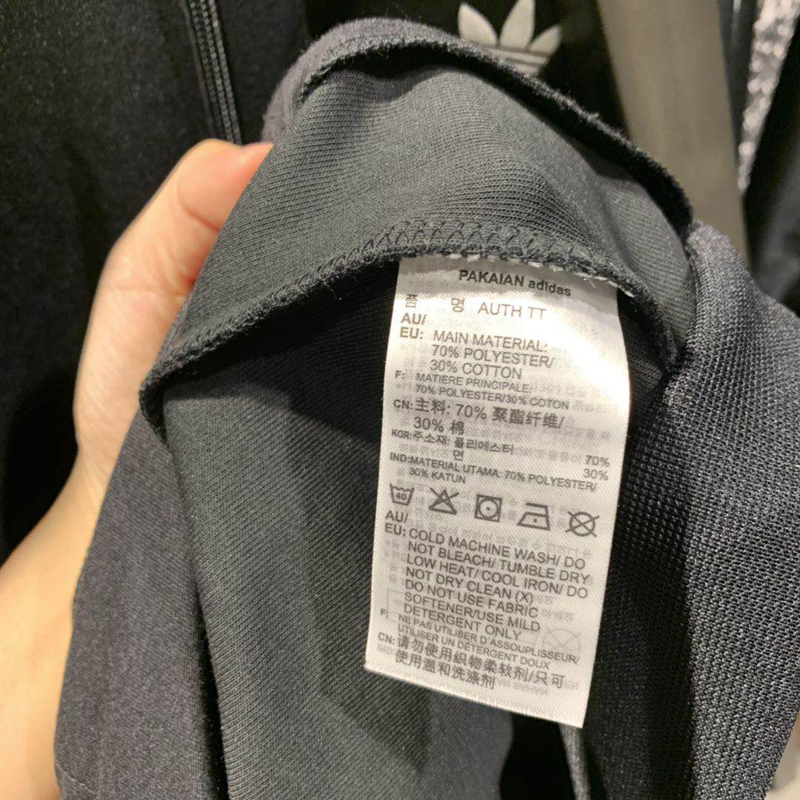 PAKAIAN adidas
품 명 AUTH TT
AU/
EU: MAIN MATERIAL:
70% POLYESTER/
30% COTTON
F: MATIERE PRINCIPALE:
70% POLYESTER/30% COTON
CN: 主料: 70% 聚酯纤维/
30% 棉
KOR: 주소재: 폴리에스터 70%
면 30%
IND: MATERIAL UTAMA: 70% POLYESTER/
30% KATUN
AU/
EU: COLD MACHINE WASH/ DO
NOT BLEACH/ TUMBLE DRY
LOW HEAT/ COOL IRON/ DO
NOT DRY CLEAN (X)
DO NOT USE FABRIC
SOFTENER/USE MILD
DETERGENT ONLY
F: NE PAS UTILISER D'ASSOUPLISSEUR/
UTILISER UN DETERGENT DOUX
CN: 请勿使用织物柔软剂/只可
使用温和洗涤剂